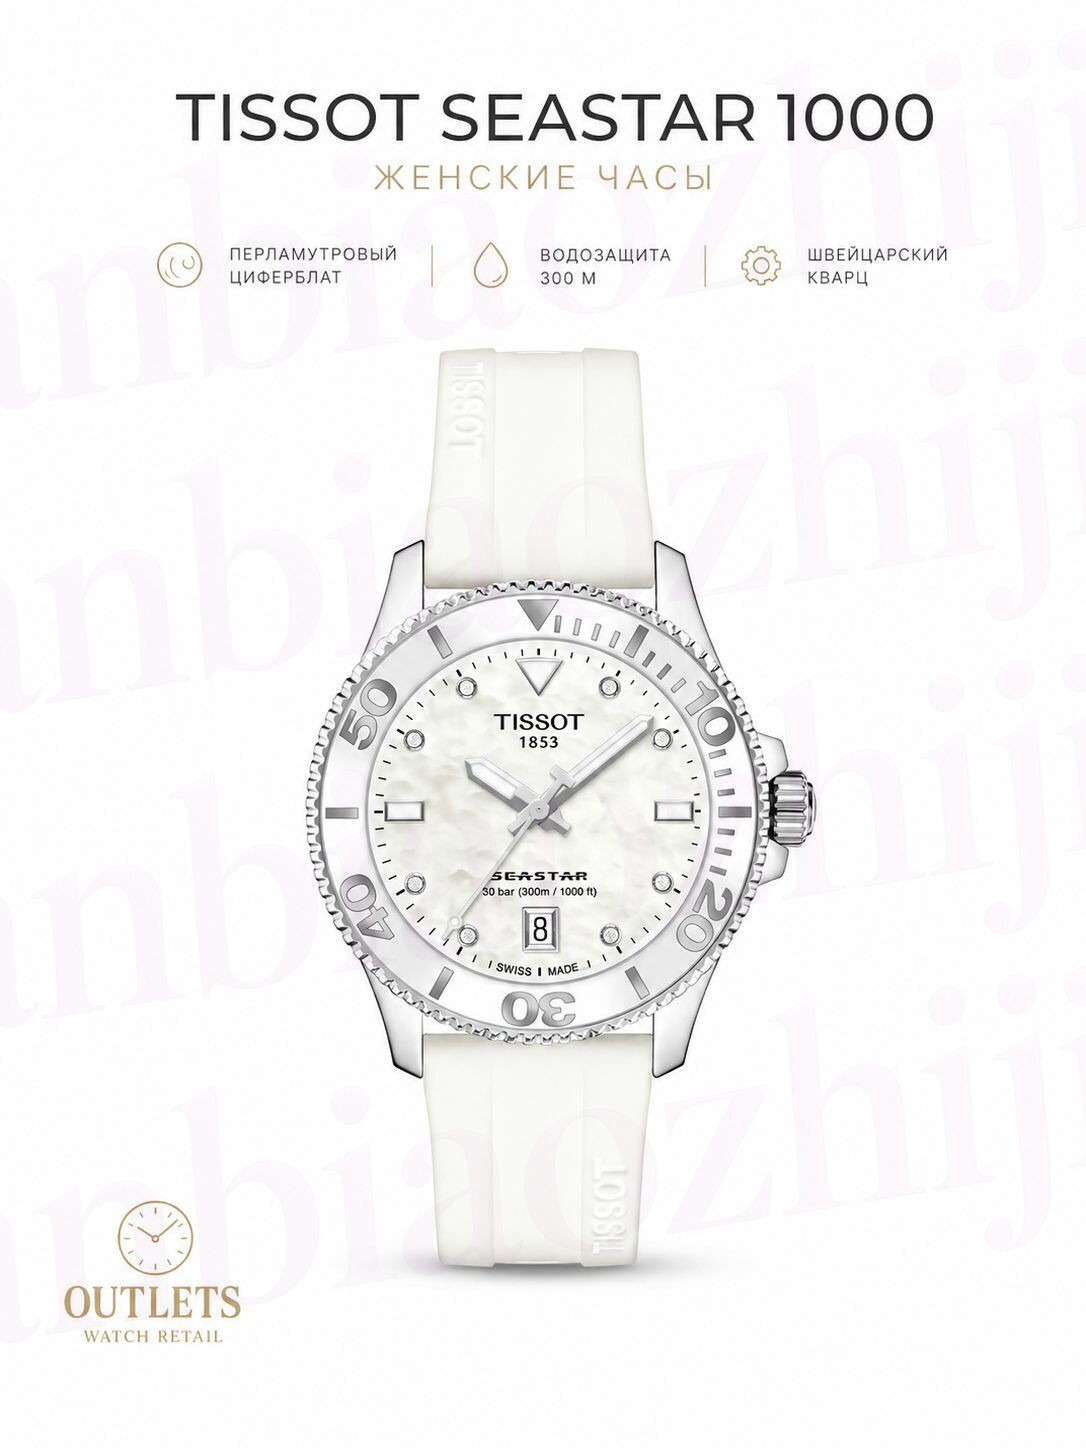 TISSOT SEASTAR 1000
ЖЕНСКИЕ ЧАСЫ
ПЕРЛАМУТРОВЫЙ
ЦИФЕРБЛАТ
ВОДОЗАЩИТА
300 М
ШВЕЙЦАРСКИЙ
КВАРЦ
TISSOT
50
10
TISSOT
1853
SEASTAR
30 bar (300m / 1000 ft)
40
20
8
SWISS MADE
30
TISSOT
OUTLETS
WATCH RETAIL
anbiaozhiji